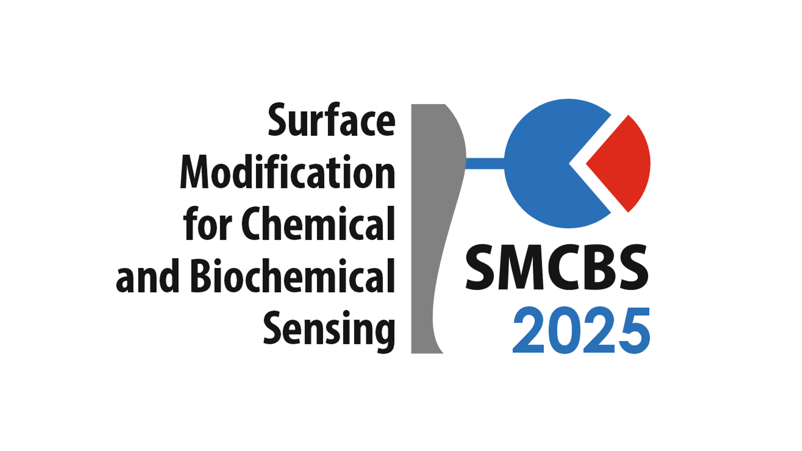 Surface
Modification
for Chemical
and Biochemical
Sensing
SMCBS
2025